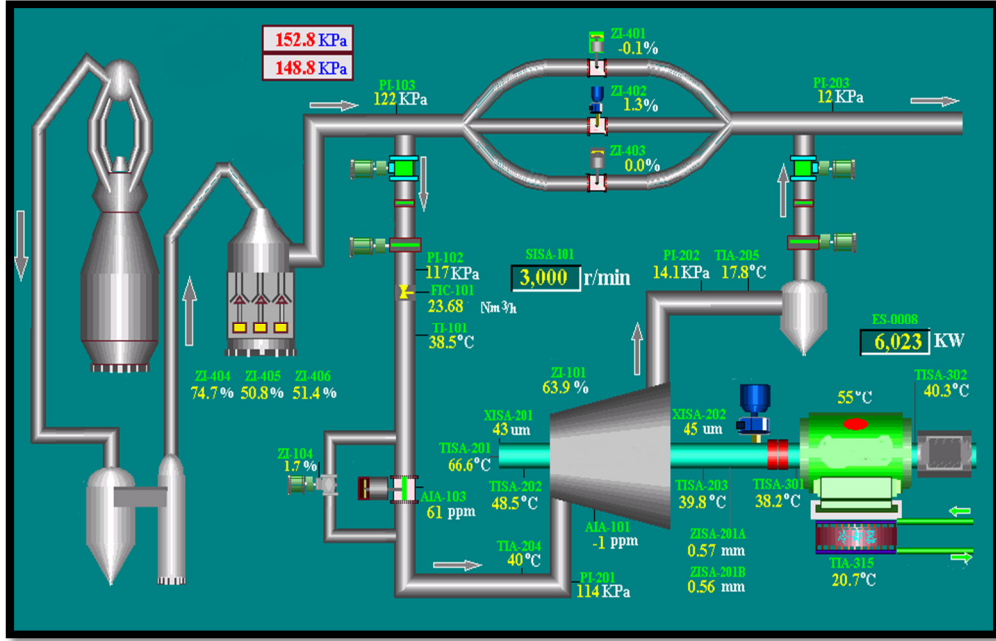 152.8 KPa
148.8 KPa
ZI-401
-0.1%
PI-103
122 KPa
ZI-402
1.3%
PI-203
12 KPa
ZI-403
0.0%
PI-102
117 KPa
FIC-101
23.68 Nm³/h
TI-101
38.5°C
SISA-101
3,000 r/min
PI-202
14.1KPa
TIA-205
17.8°C
ES-0008
6,023 KW
ZI-404 ZI-405 ZI-406
74.7% 50.8% 51.4%
ZI-101
63.9 %
TISA-302
40.3°C
55°C
XISA-201
43 um
XISA-202
45 um
TISA-201
66.6°C
ZI-104
1.7 %
TISA-202
48.5°C
TISA-203
39.8°C
TISA-301
38.2°C
AIA-103
61 ppm
AIA-101
-1 ppm
ZISA-201A
0.57 mm
TIA-204
40°C
ZISA-201B
0.56 mm
PI-201
114 KPa
TIA-315
20.7°C